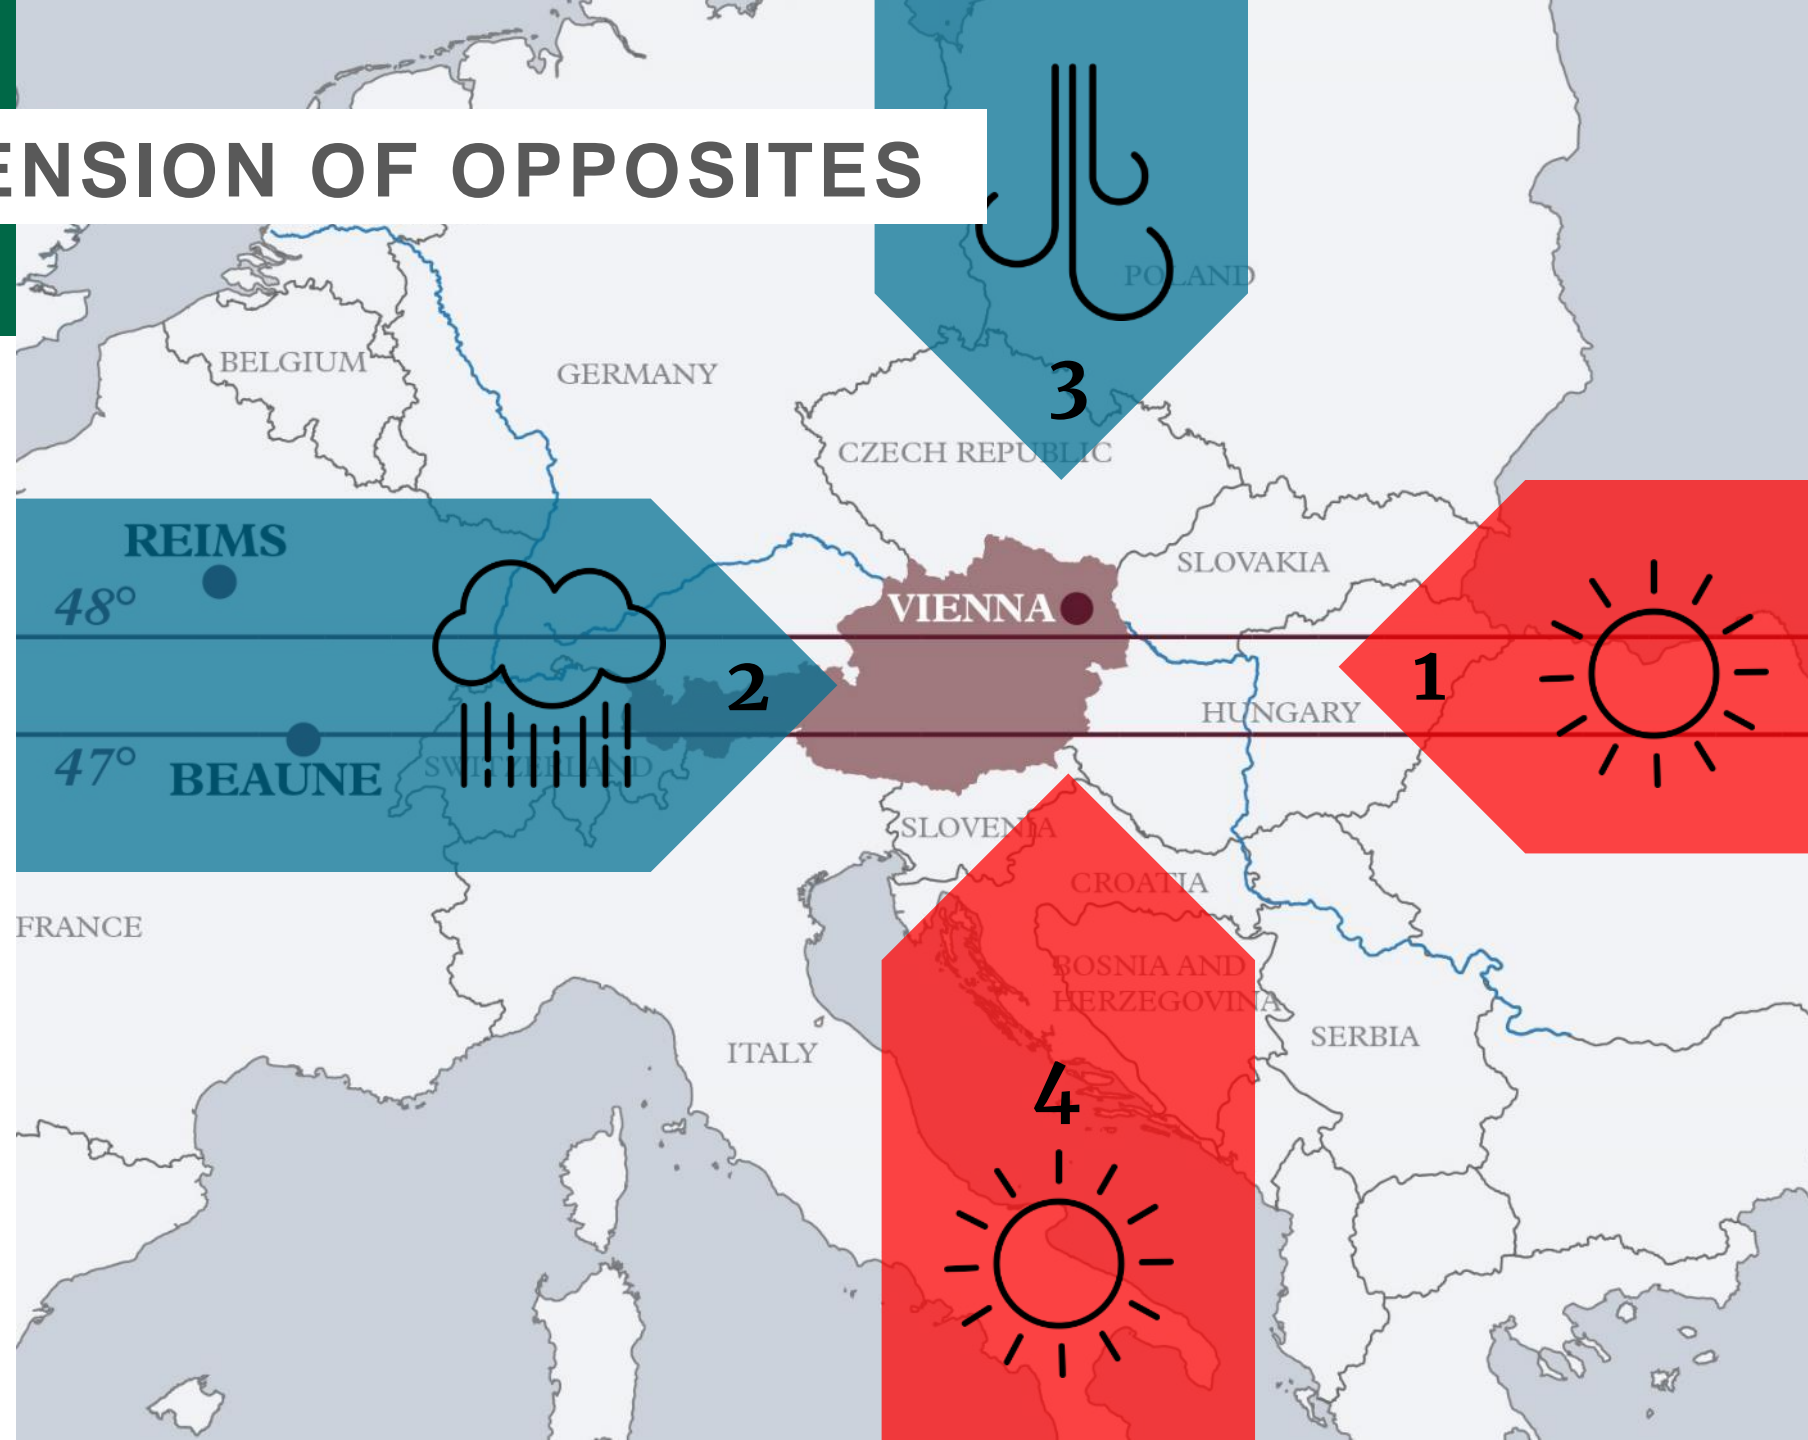 ENSION OF OPPOSITES
POLAND
BELGIUM
GERMANY
3
CZECH REPUBLIC
REIMS
SLOVAKIA
48°
VIENNA
2
1
HUNGARY
47°
BEAUNE
SWITZERLAND
SLOVENIA
CROATIA
FRANCE
BOSNIA AND
HERZEGOVINA
SERBIA
ITALY
4